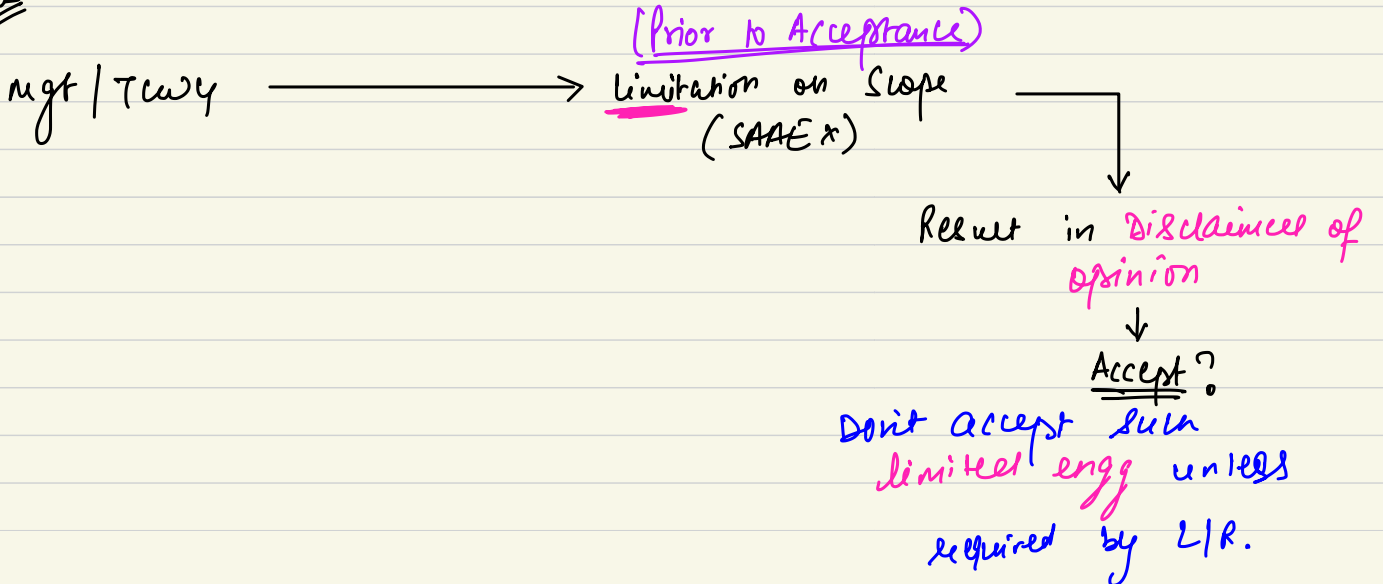 (Prior to Acceptance)
Mgt / TCWG → Limitation on Scope
(SAAE x)
Result in Disclaimer of
opinion
↓
Accept?
Don't accept such
limited engg unless
required by L/R.